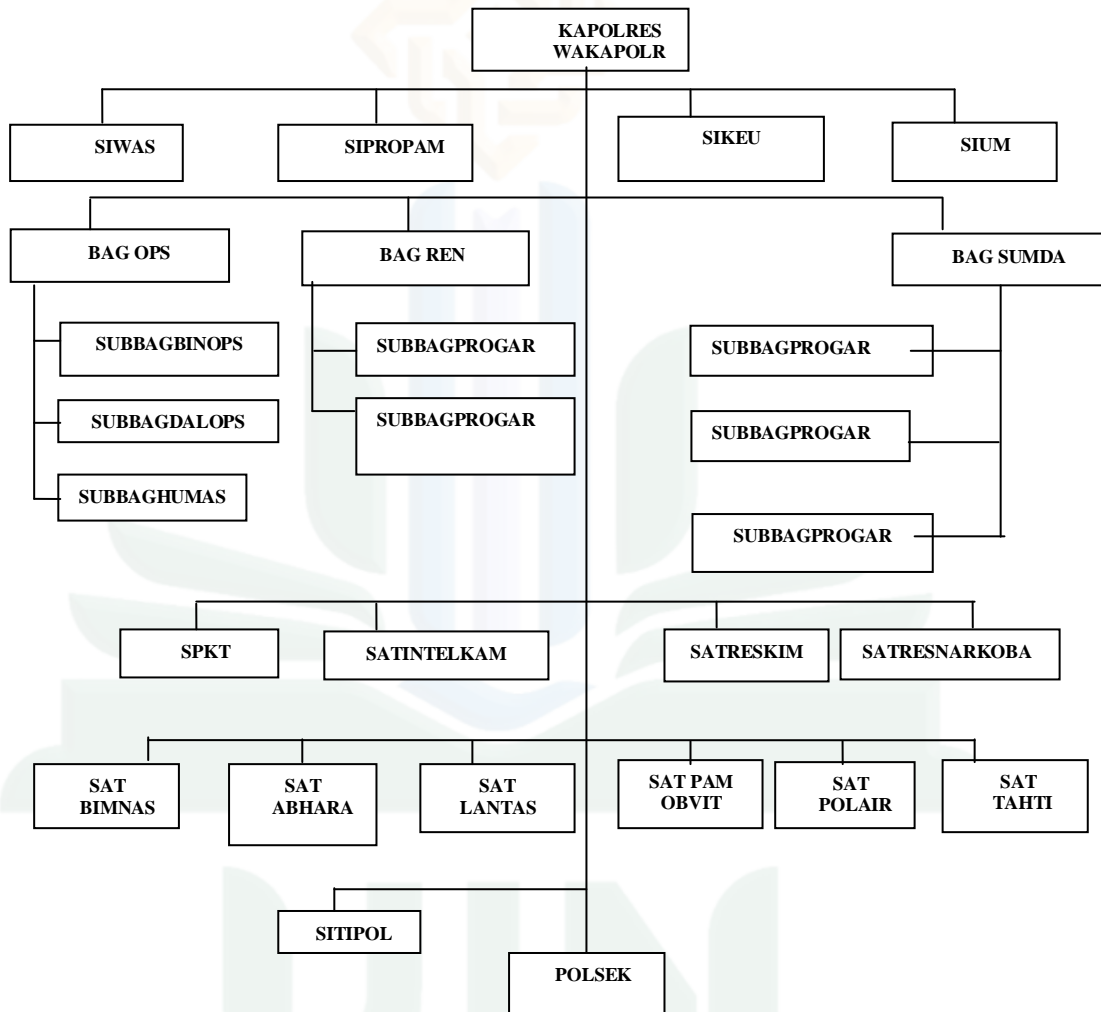 KAPOLRES
WAKAPOLR
SIWAS
SIPROPAM
SIKEU
SIUM
BAG OPS
BAG REN
BAG SUMDA
SUBBAGBINOPS
SUBBAGPROGAR
SUBBAGPROGAR
SUBBAGDALOPS
SUBBAGPROGAR
SUBBAGPROGAR
SUBBAGHUMAS
SUBBAGPROGAR
SPKT
SATINTELKAM
SATRESKIM
SATRESNARKOBA
SAT
BIMNAS
SAT
ABHARA
SAT
LANTAS
SAT PAM
OBVIT
SAT
POLAIR
SAT
TAHTI
SITIPOL
POLSEK